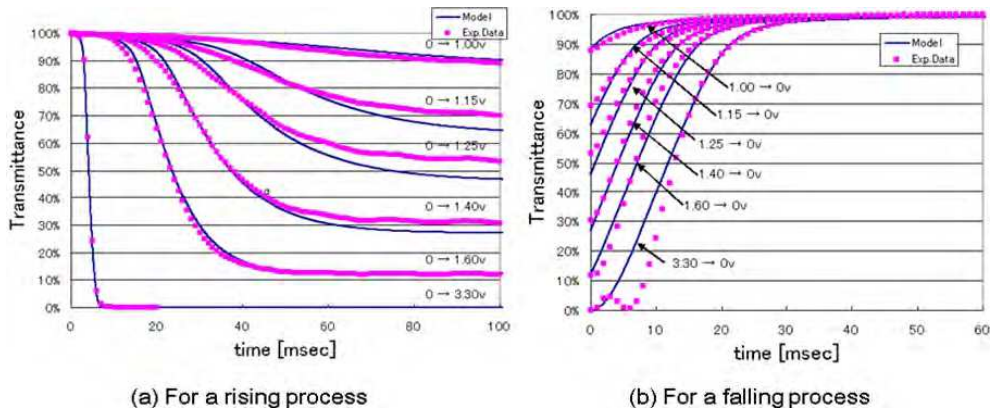 100%
90%
80%
70%
60%
50%
40%
30%
20%
10%
0%
Transmittance
Model
Exp.Data
0 → 1.00v
0 → 1.15v
0 → 1.25v
0 → 1.40v
0 → 1.60v
0 → 3.30v
0 20 40 60 80 100
time [msec]
(a) For a rising process
100%
90%
80%
70%
60%
50%
40%
30%
20%
10%
0%
Transmittance
Model
Exp.Data
1.00 → 0v
1.15 → 0v
1.25 → 0v
1.40 → 0v
1.60 → 0v
3.30 → 0v
0 10 20 30 40 50 60
time [msec]
(b) For a falling process